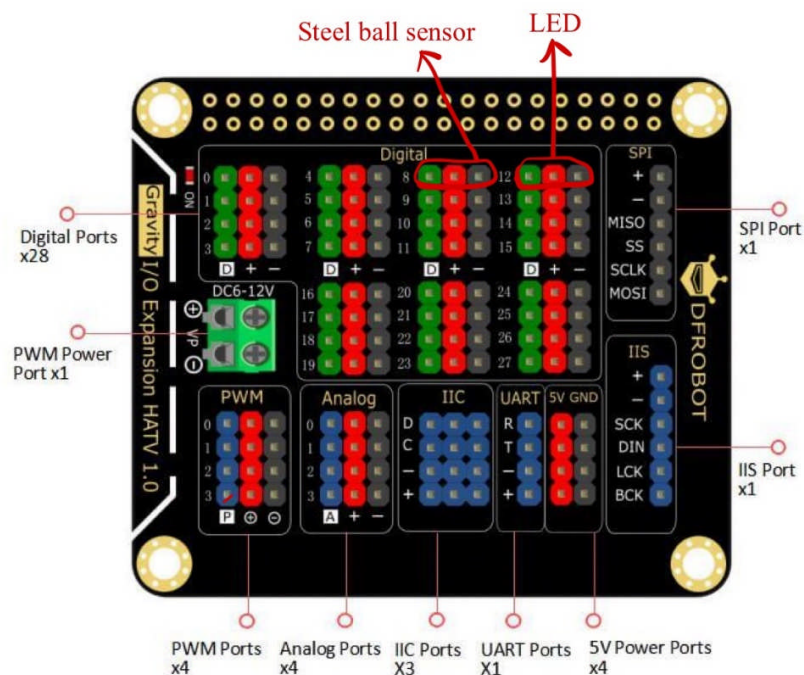 Steel ball sensor
LED
Digital
SPI
0
1
2
3
ON
4
5
6
7
8
9
10
11
12
13
14
15
D + −
D + −
D + −
D + −
+
−
MISO
SS
SCLK
MOSI
Digital Ports
x28
SPI Port
x1
Gravity I/O Expansion HATV 1.0
DFROBOT
DC6-12V
+
VP
−
PWM Power
Port x1
16
17
18
19
20
21
22
23
24
25
26
27
IIS
+
−
SCK
DIN
LCK
BCK
IIS Port
x1
PWM
0
1
2
3
P ⊕ ⊖
Analog
0
1
2
3
A + −
IIC
D
C
−
+
UART
R
T
−
+
5V GND
PWM Ports
x4
Analog Ports
x4
IIC Ports
X3
UART Ports
X1
5V Power Ports
x4